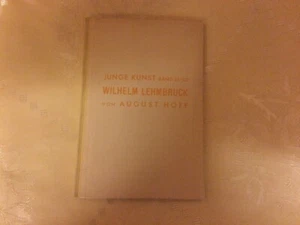 JUNGE KUNST
WILHELM LEHMBRUCK
VON AUGUST HOFF